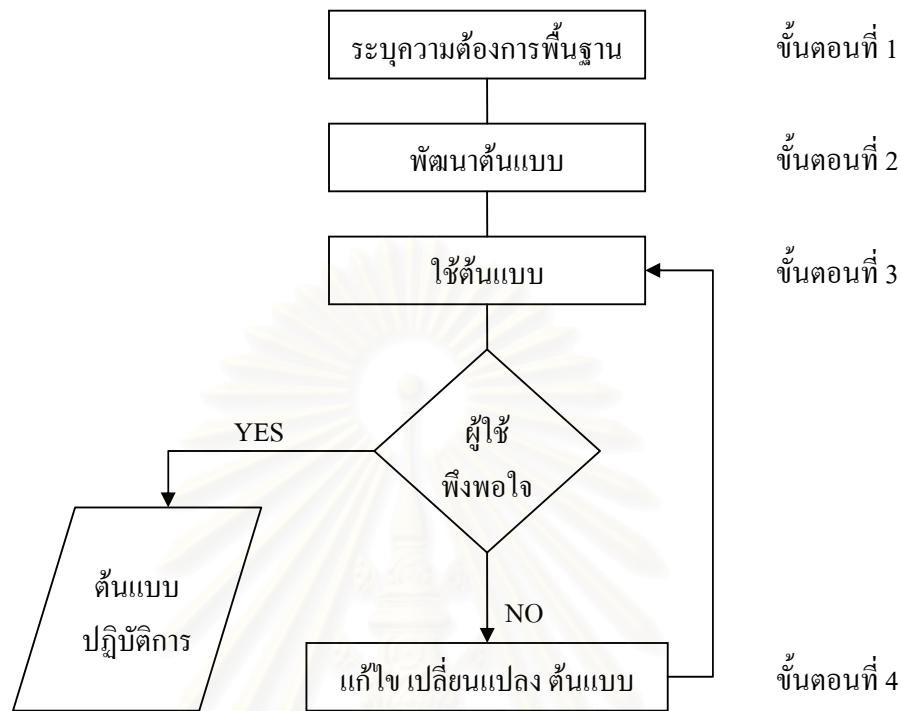 ระบุความต้องการพื้นฐาน ขั้นตอนที่ 1
พัฒนาต้นแบบ ขั้นตอนที่ 2
ใช้ต้นแบบ ขั้นตอนที่ 3
ผู้ใช้
พึงพอใจ
YES
ต้นแบบ
ปฏิบัติการ
NO
แก้ไข เปลี่ยนแปลง ต้นแบบ ขั้นตอนที่ 4